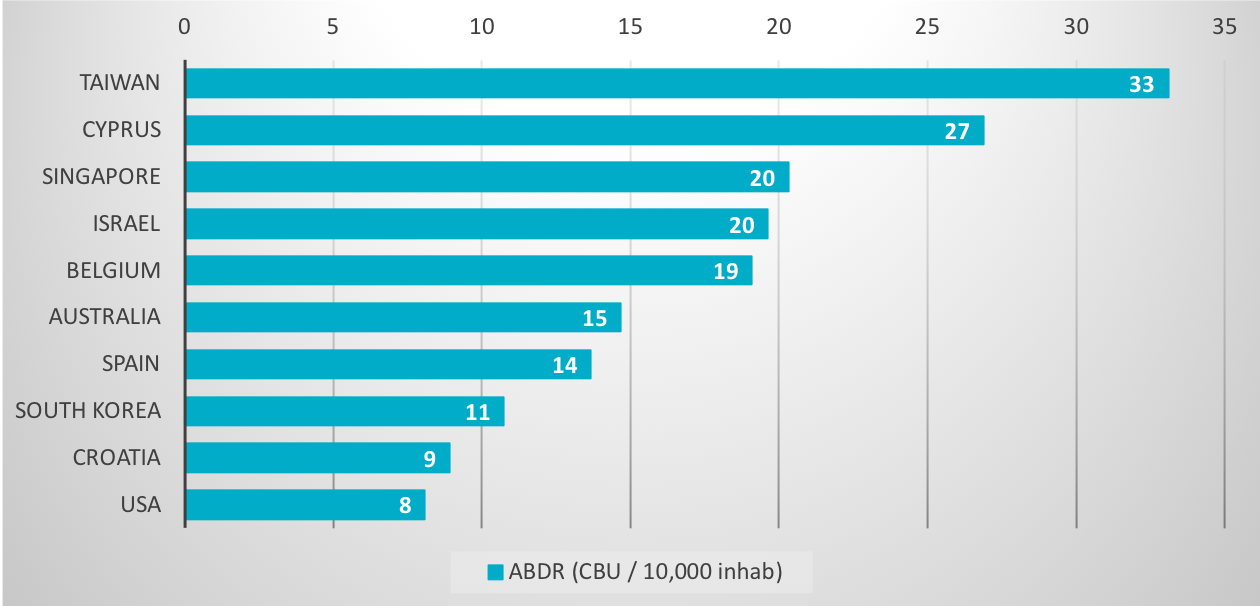 0 5 10 15 20 25 30 35
TAIWAN 33
CYPRUS 27
SINGAPORE 20
ISRAEL 20
BELGIUM 19
AUSTRALIA 15
SPAIN 14
SOUTH KOREA 11
CROATIA 9
USA 8
ABDR (CBU / 10,000 inhab)